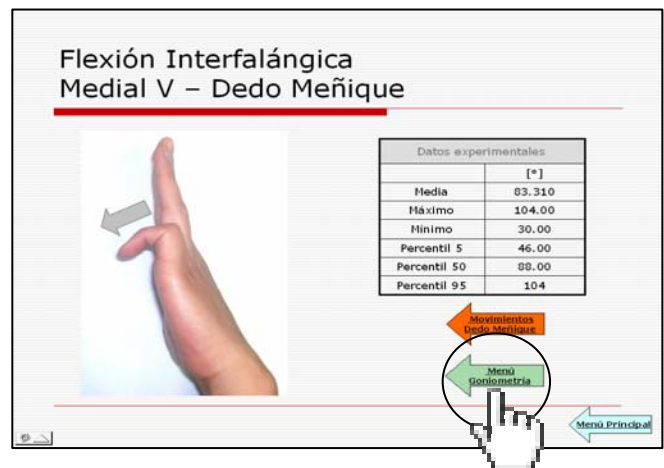 Flexión Interfalángica
Medial V – Dedo Meñique
Datos experimentales
[°]
Media 83.310
Máximo 104.00
Mínimo 30.00
Percentil 5 46.00
Percentil 50 88.00
Percentil 95 104
Movimientos
Dedo Meñique
Menú
Goniometría
Menú Principal